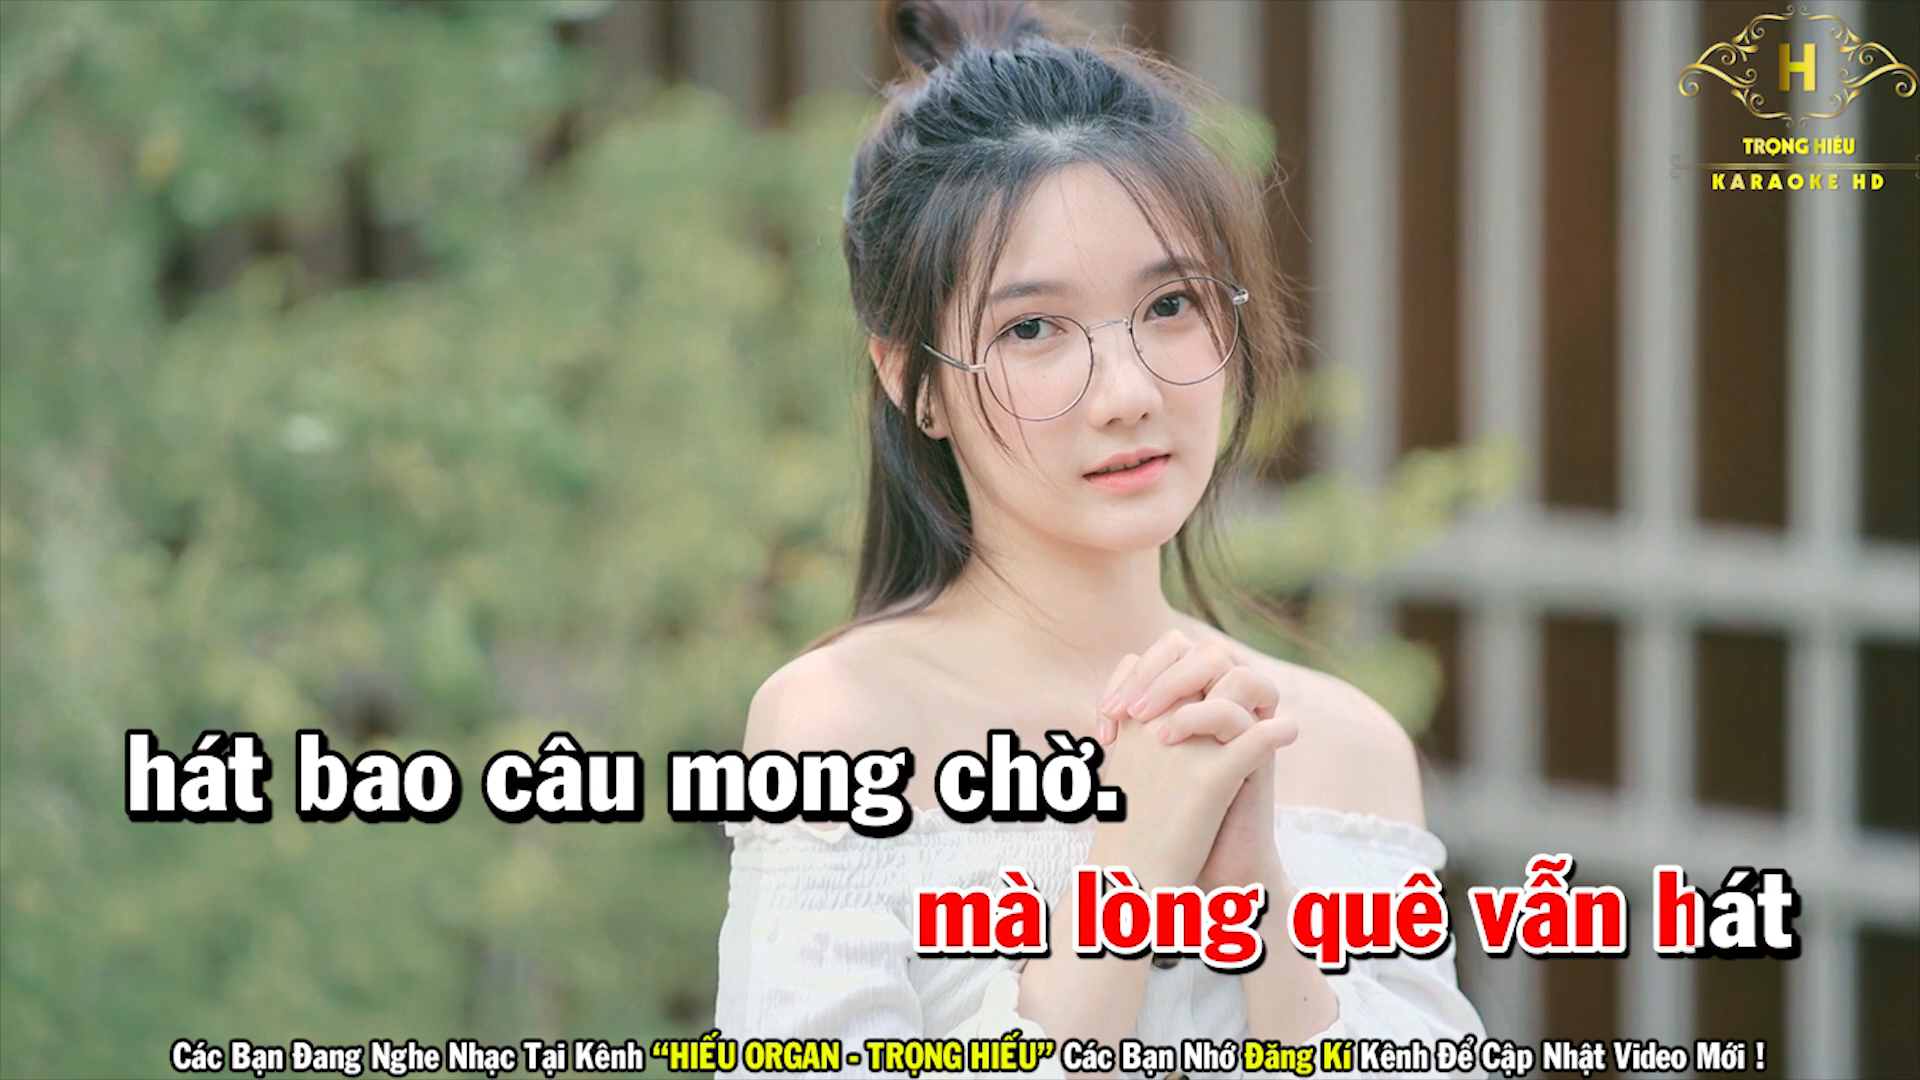 H
TRỌNG HIẾU
KARAOKE HD
hát bao câu mong chờ.
mà lòng quê vẫn hát
Các Bạn Đang Nghe Nhạc Tại Kênh “HIẾU ORGAN - TRỌNG HIẾU” Các Bạn Nhớ Đăng Kí Kênh Để Cập Nhật Video Mới !